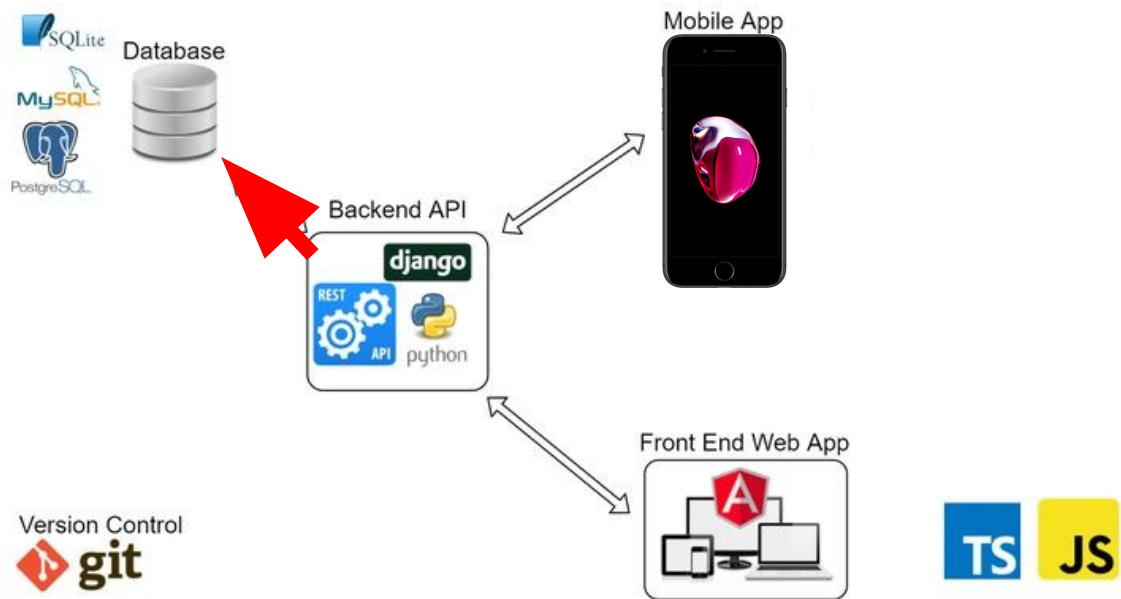 Mobile App
SQLite
Database
MySQL
PostgreSQL
Backend API
django
REST
API
python
Front End Web App
Version Control
git
A
TS
JS